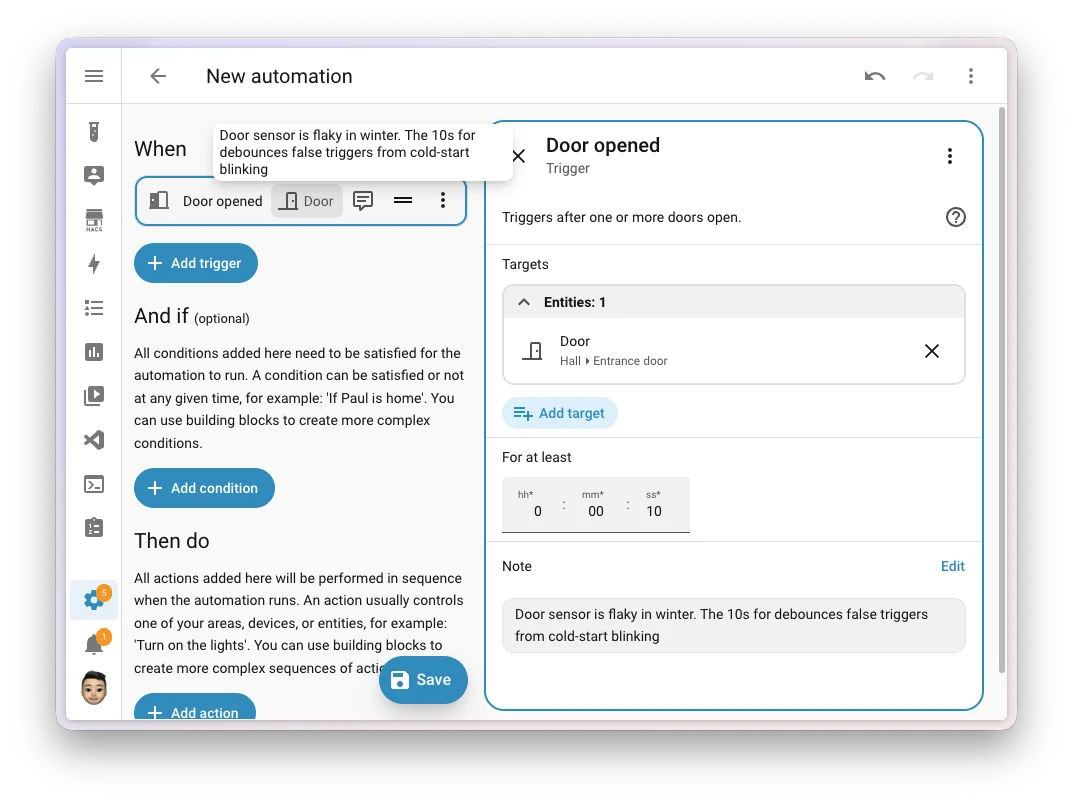 New automation
HACS
5
1
When
Door sensor is flaky in winter. The 10s for
debounces false triggers from cold-start
blinking
Door opened
Door
Add trigger
And if (optional)
All conditions added here need to be satisfied for the
automation to run. A condition can be satisfied or not
at any given time, for example: 'If Paul is home'. You
can use building blocks to create more complex
conditions.
Add condition
Then do
All actions added here will be performed in sequence
when the automation runs. An action usually controls
one of your areas, devices, or entities, for example:
'Turn on the lights'. You can use building blocks to
create more complex sequences of
Save
Add action
Door opened
Trigger
Triggers after one or more doors open.
Targets
Entities: 1
Door
Hall Entrance door
Add target
For at least
hh* mm* ss*
0 : 00 : 10
Note
Edit
Door sensor is flaky in winter. The 10s for debounces false triggers
from cold-start blinking